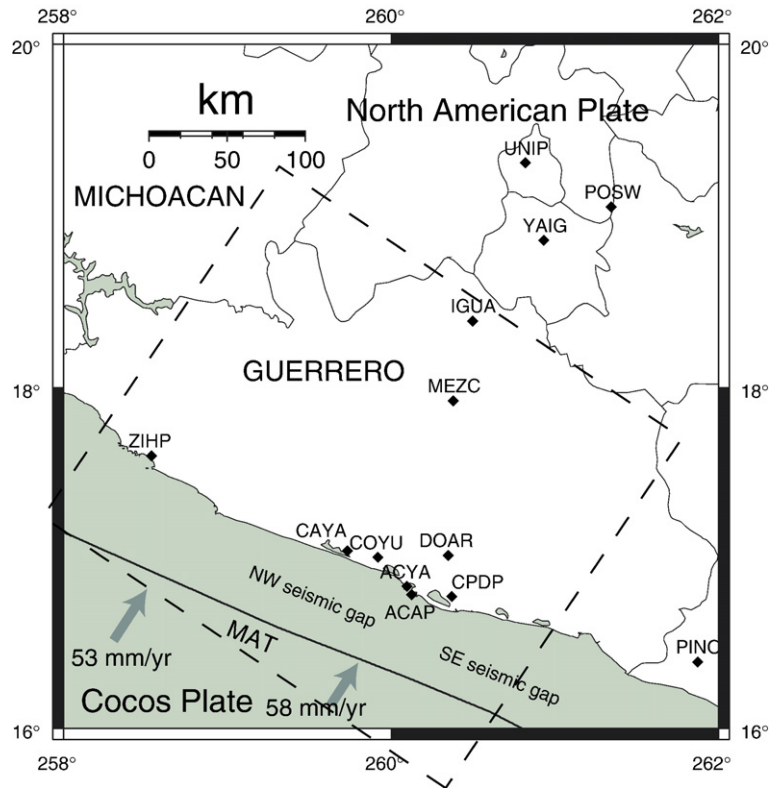 258° 260° 262°
20° 20°
km
0 50 100
North American Plate
UNIP
MICHOACAN
POSW
YAIG
IGUA
GUERRERO
18° 18°
MEZC
ZIHP
CAYA
COYU
DOAR
ACYA
CPDP
NW seismic gap
ACAP
MAT
53 mm/yr
SE seismic gap
PINO
Cocos Plate
58 mm/yr
16° 16°
258° 260° 262°